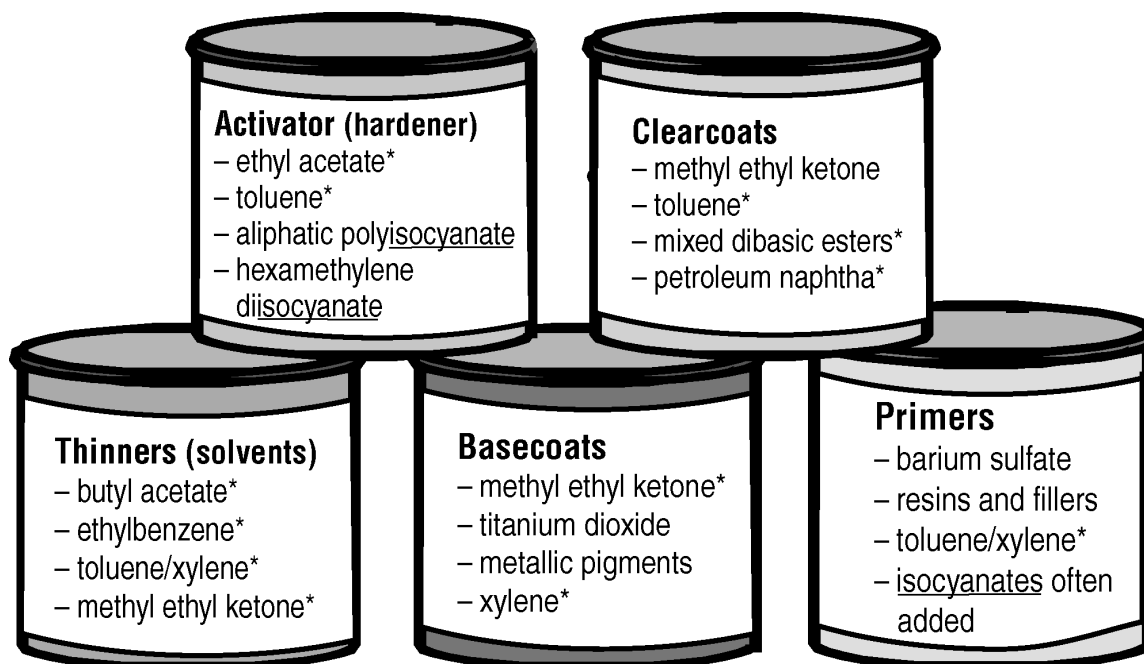 Activator (hardener)
– ethyl acetate*
– toluene*
– aliphatic polyisocyanate
– hexamethylene
diisocyanate
Clearcoats
– methyl ethyl ketone
– toluene*
– mixed dibasic esters*
– petroleum naphtha*
Thinners (solvents)
– butyl acetate*
– ethylbenzene*
– toluene/xylene*
– methyl ethyl ketone*
Basecoats
– methyl ethyl ketone*
– titanium dioxide
– metallic pigments
– xylene*
Primers
– barium sulfate
– resins and fillers
– toluene/xylene*
– isocyanates often
added